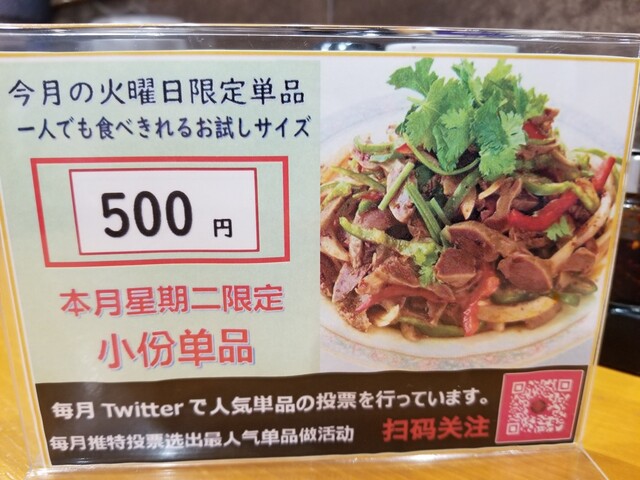 今月の火曜日限定単品
一人でも食べきれるお試しサイズ
500 円
本月星期二限定
小份单品
毎月 Twitter で人気単品の投票を行っています。
每月推特投票选出最人气单品做活动
扫码关注